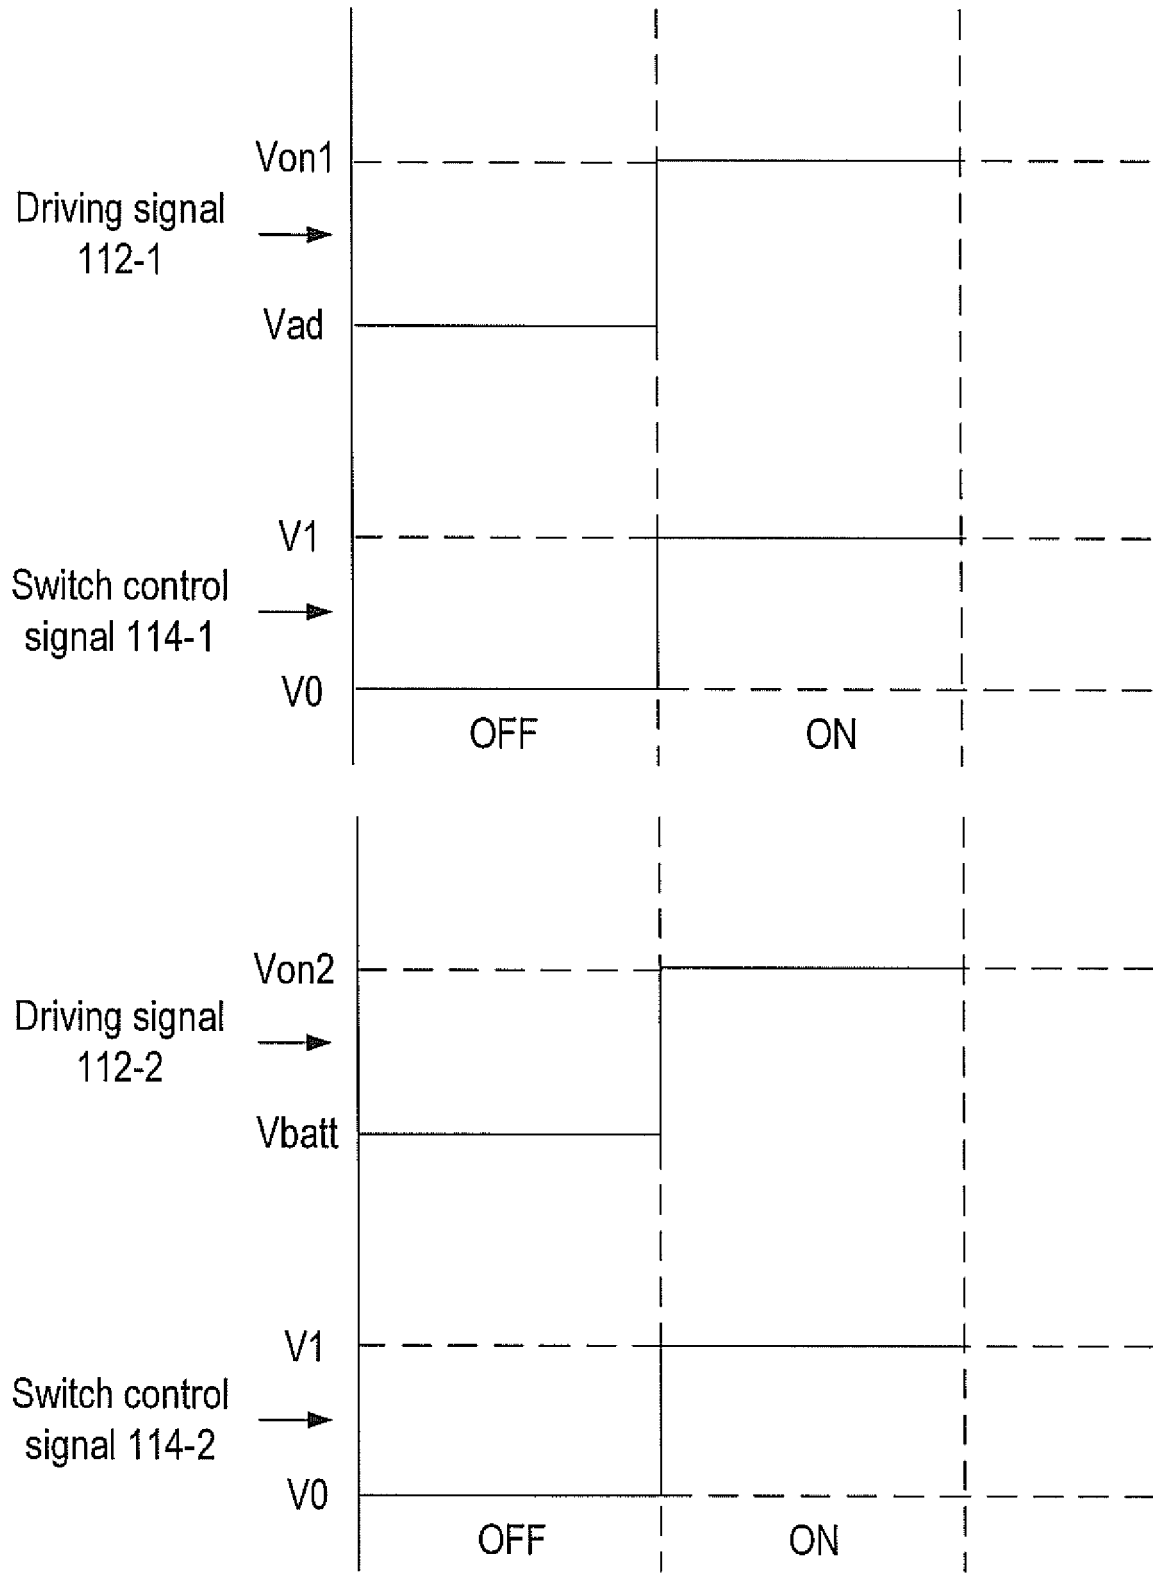 Von1
Driving signal
112-1
Vad
V1
Switch control
signal 114-1
V0
OFF
ON
Von2
Driving signal
112-2
Vbatt
V1
Switch control
signal 114-2
V0
OFF
ON